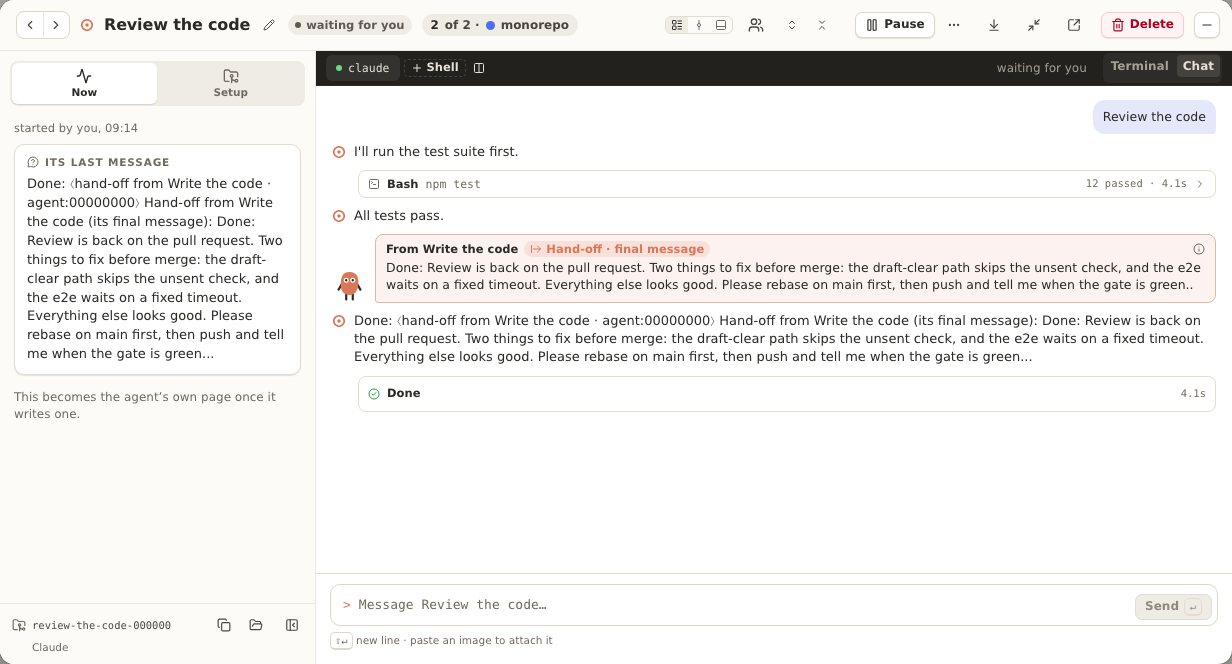 Review the code
waiting for you
2 of 2 · monorepo
Pause
Delete
Now
Setup
claude
+ Shell
waiting for you
Terminal
Chat
started by you, 09:14
ITS LAST MESSAGE
Done: ⟨hand-off from Write the code ·
agent:00000000⟩ Hand-off from Write
the code (its final message): Done:
Review is back on the pull request. Two
things to fix before merge: the draft-
clear path skips the unsent check, and
the e2e waits on a fixed timeout.
Everything else looks good. Please
rebase on main first, then push and tell
me when the gate is green...
This becomes the agent’s own page once it
writes one.
Review the code
I'll run the test suite first.
Bash npm test
12 passed · 4.1s
All tests pass.
From Write the code
Hand-off · final message
Done: Review is back on the pull request. Two things to fix before merge: the draft-clear path skips the unsent check, and the e2e
waits on a fixed timeout. Everything else looks good. Please rebase on main first, then push and tell me when the gate is green..
Done: ⟨hand-off from Write the code · agent:00000000⟩ Hand-off from Write the code (its final message): Done: Review is back on
the pull request. Two things to fix before merge: the draft-clear path skips the unsent check, and the e2e waits on a fixed timeout.
Everything else looks good. Please rebase on main first, then push and tell me when the gate is green...
Done
4.1s
> Message Review the code…
Send ↵
⇧↵ new line · paste an image to attach it
review-the-code-000000
Claude